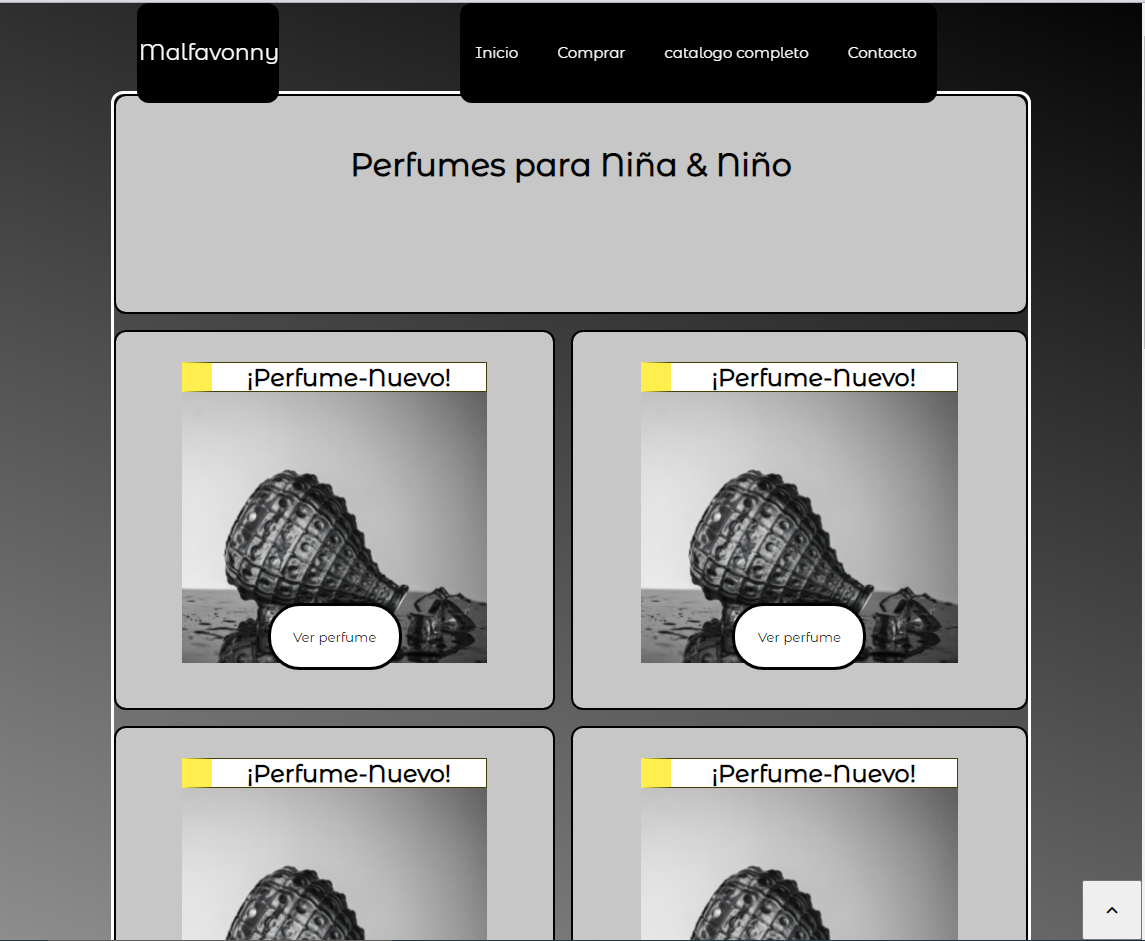 Malfavonny
Inicio Comprar catalogo completo Contacto
Perfumes para Niña & Niño
¡Perfume-Nuevo! ¡Perfume-Nuevo!
Ver perfume Ver perfume
¡Perfume-Nuevo! ¡Perfume-Nuevo!